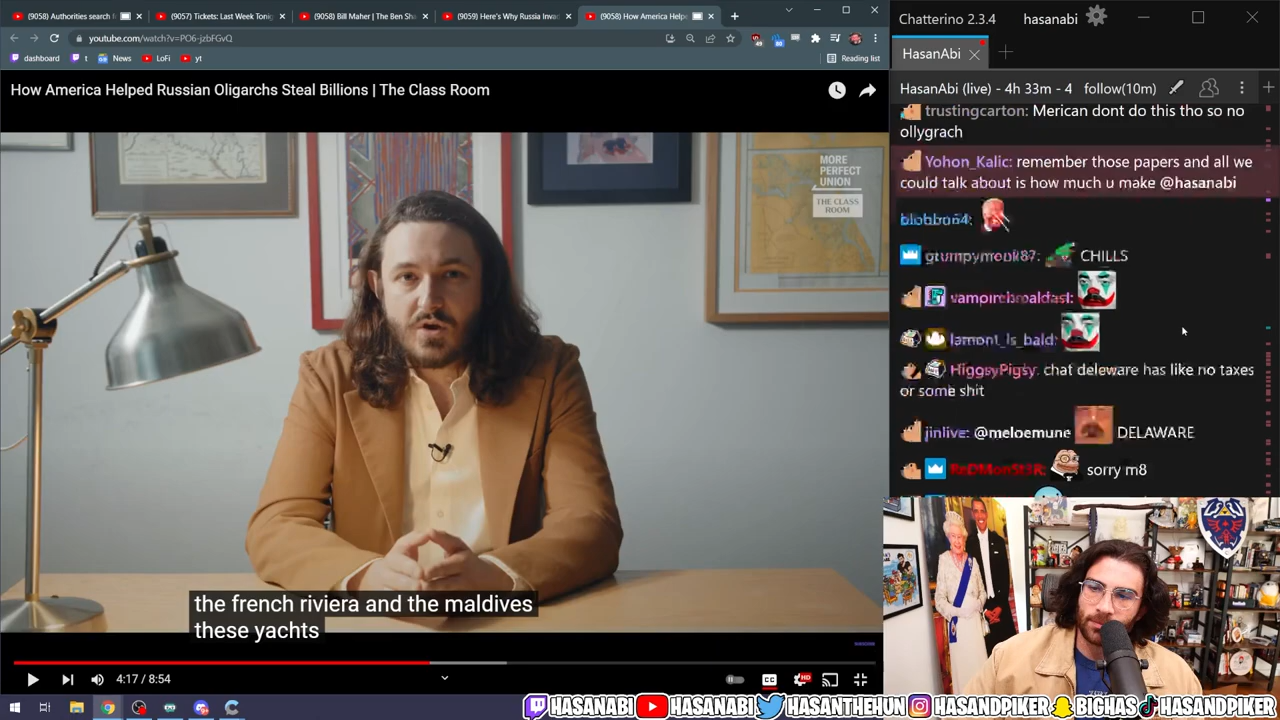 (9058) Authorities search f
(9057) Tickets: Last Week Tonig
(9058) Bill Maher | The Ben Sha
(9059) Here's Why Russia Inva
(9058) How America Help
youtube.com/watch?v=PO6-jzbFGvQ
dashboard
t
News
LoFi
yt
Reading list
How America Helped Russian Oligarchs Steal Billions | The Class Room
MORE
PERFECT
UNION
THE CLASS
ROOM
the french riviera and the maldives
these yachts
4:17 / 8:54
CC
HD
Chatterino 2.3.4
hasanabi
HasanAbi
HasanAbi (live) - 4h 33m - 4
follow(10m)
trustingcarton: Merican dont do this tho so no
ollygrach
Yohon_Kalic: remember those papers and all we
could talk about is how much u make @hasanabi
CHILLS
lamont_is_bald:
HiggsyPigsy: chat deleware has like no taxes
or some shit
jinlive: @meloemune DELAWARE
sorry m8
HASANABI
HASANABI
HASANTHEHUN
HASANDPIKER
BIGHAS
HASANDPIKER